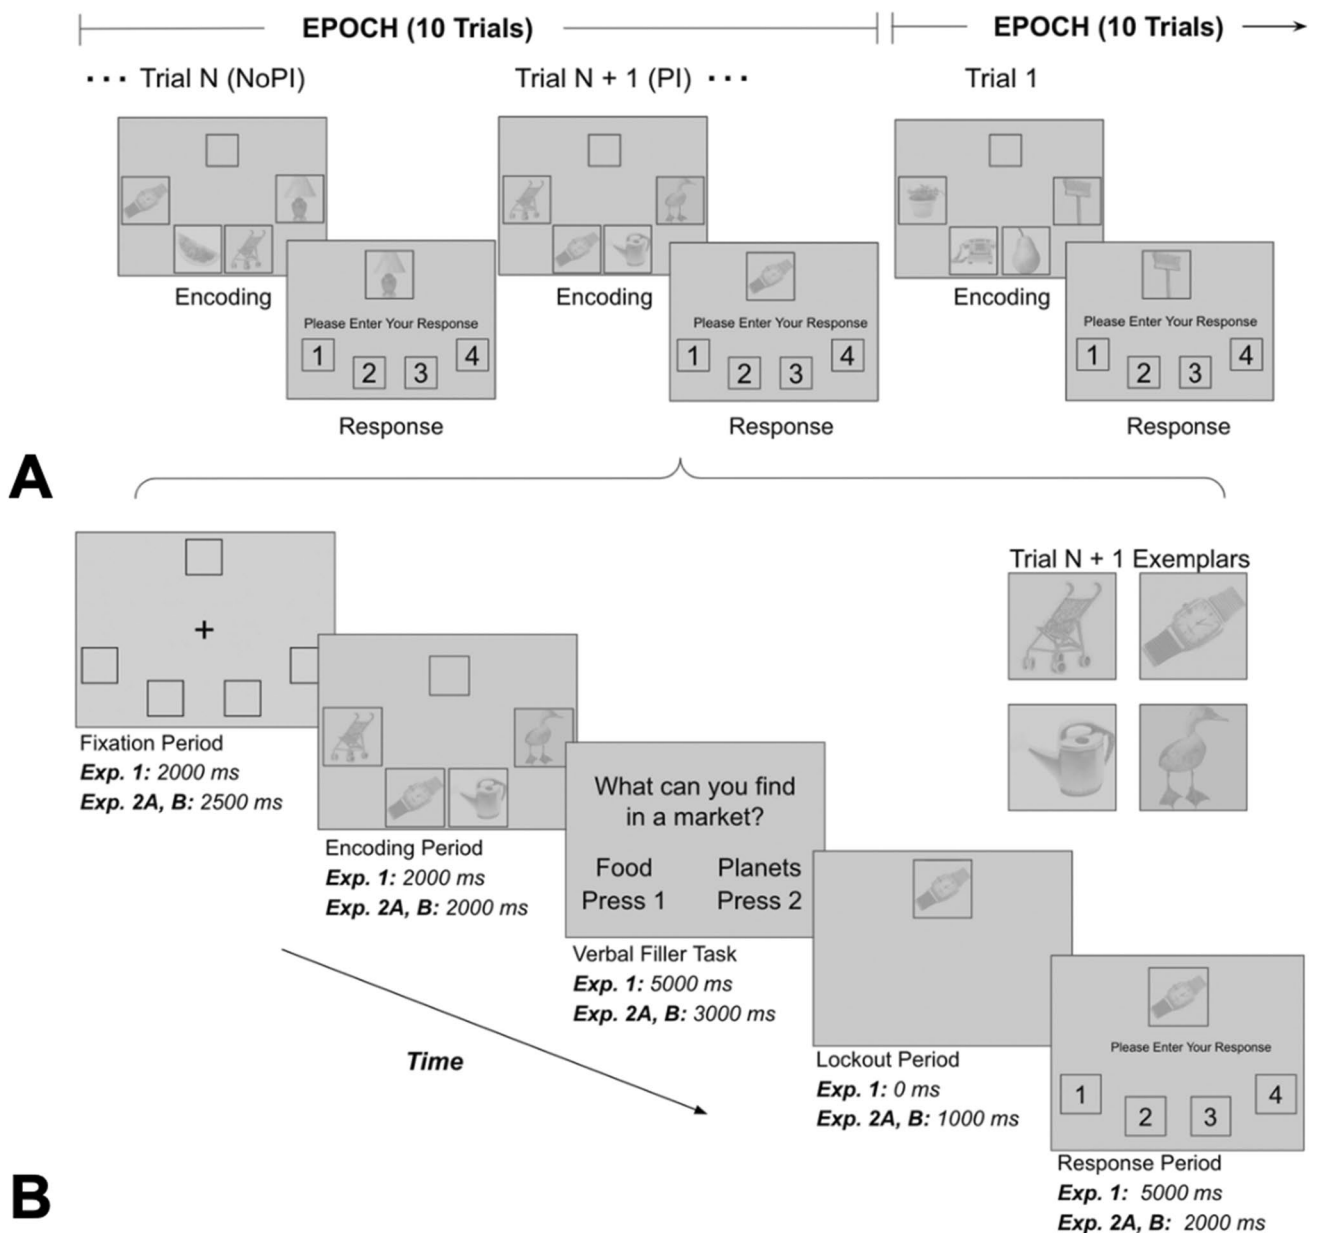 EPOCH (10 Trials)
EPOCH (10 Trials)
··· Trial N (NoPI)
Trial N + 1 (PI) ···
Trial 1
Encoding
Please Enter Your Response
1
2
3
4
Response
Encoding
Please Enter Your Response
1
2
3
4
Response
Encoding
Please Enter Your Response
1
2
3
4
Response
A
+
Fixation Period
Exp. 1: 2000 ms
Exp. 2A, B: 2500 ms
Trial N + 1 Exemplars
Encoding Period
Exp. 1: 2000 ms
Exp. 2A, B: 2000 ms
What can you find
in a market?
Food Planets
Press 1 Press 2
Verbal Filler Task
Exp. 1: 5000 ms
Exp. 2A, B: 3000 ms
Time
Lockout Period
Exp. 1: 0 ms
Exp. 2A, B: 1000 ms
Please Enter Your Response
1
2
3
4
Response Period
Exp. 1: 5000 ms
Exp. 2A, B: 2000 ms
B